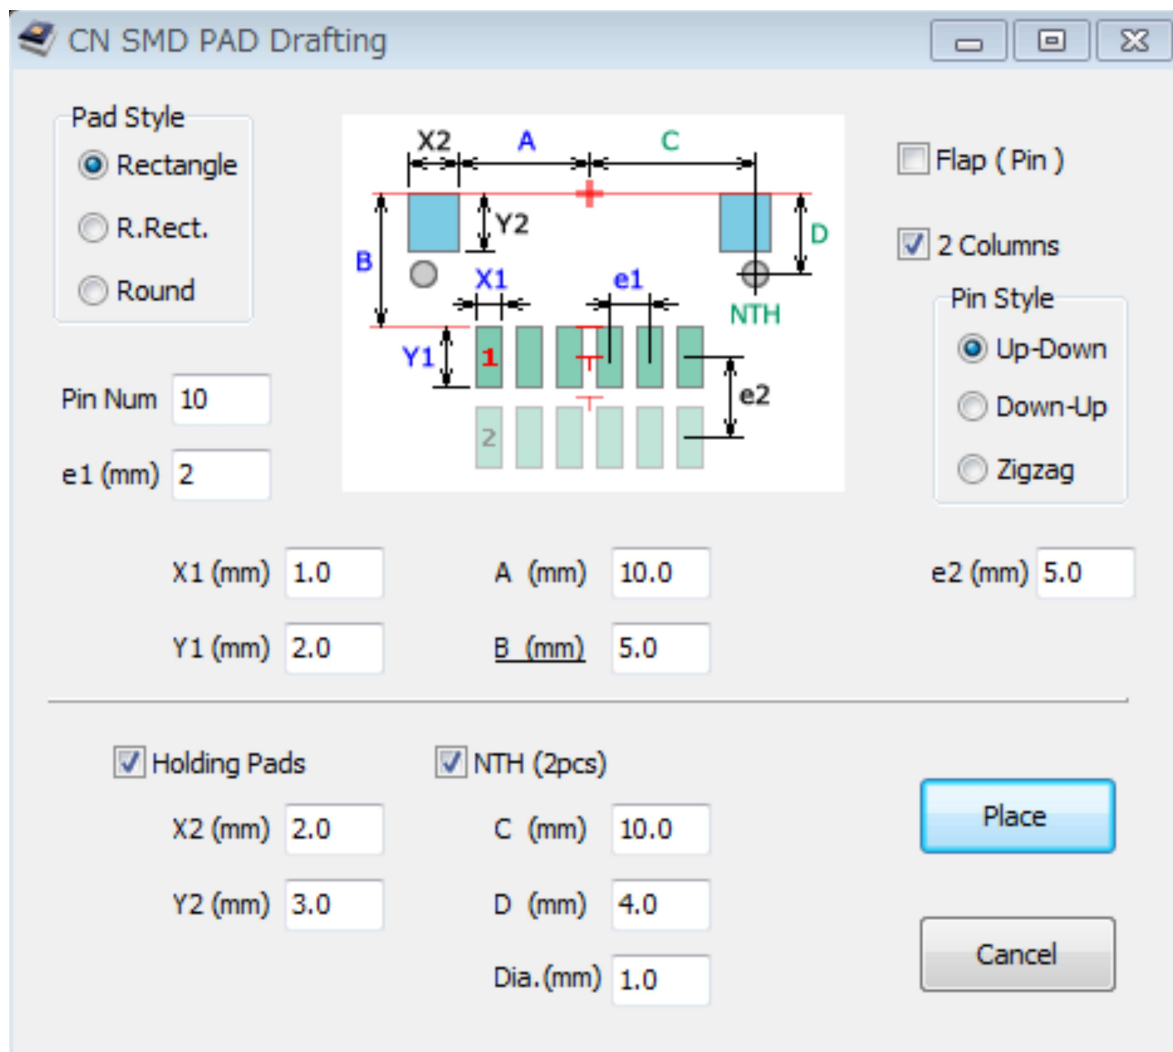 CN SMD PAD Drafting
Pad Style
Rectangle
R.Rect.
Round
X2 A C
Y2
D
B
X1 e1
NTH
Y1 1
e2
2
Flap ( Pin )
2 Columns
Pin Style
Up-Down
Down-Up
Zigzag
Pin Num 10
e1 (mm) 2
X1 (mm) 1.0 A (mm) 10.0 e2 (mm) 5.0
Y1 (mm) 2.0 B (mm) 5.0
Holding Pads NTH (2pcs)
X2 (mm) 2.0 C (mm) 10.0
Y2 (mm) 3.0 D (mm) 4.0
Dia.(mm) 1.0
Place
Cancel